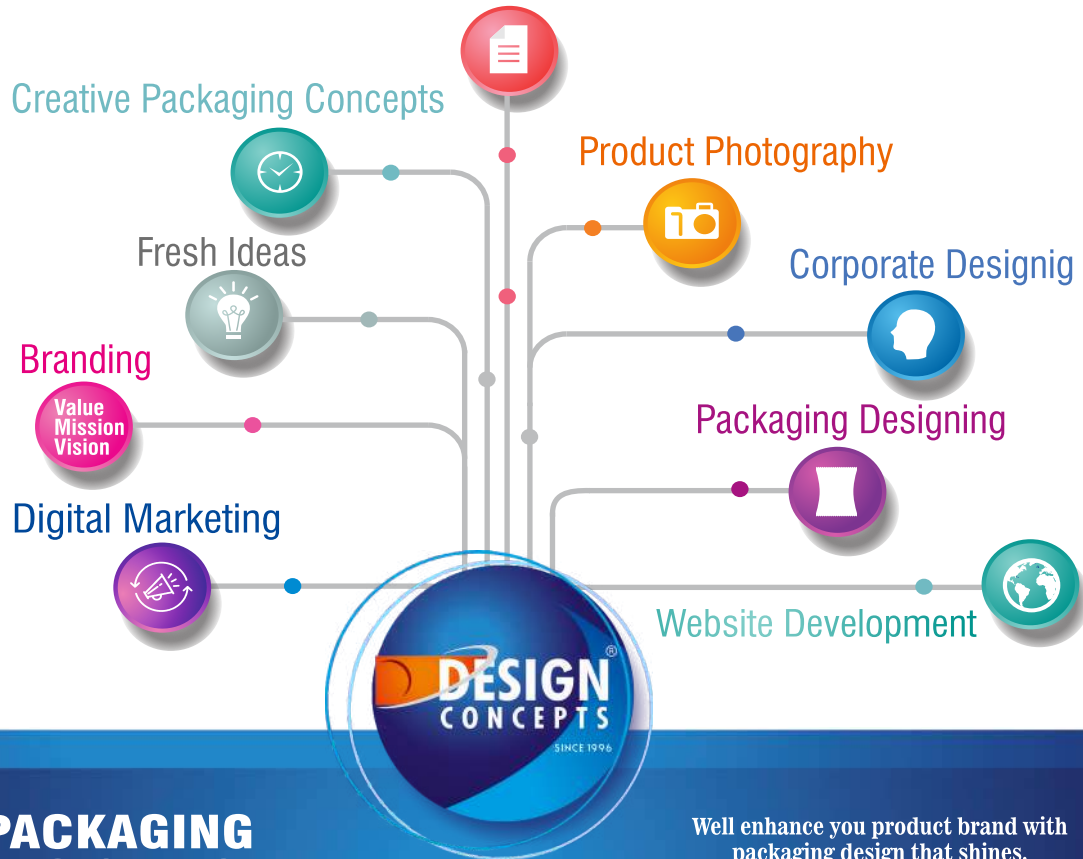 Creative Packaging Concepts
Product Photography
Fresh Ideas
Corporate Designig
Branding
Value
Mission
Vision
Packaging Designing
Digital Marketing
Website Development
DESIGN®
CONCEPTS
SINCE 1996
PACKAGING
Well enhance you product brand with
packaging design that shines.